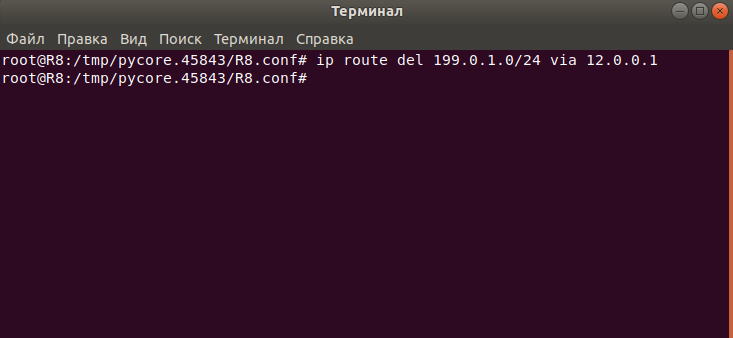 Терминал
Файл Правка Вид Поиск Терминал Справка
root@R8:/tmp/pycore.45843/R8.conf# ip route del 199.0.1.0/24 via 12.0.0.1
root@R8:/tmp/pycore.45843/R8.conf#